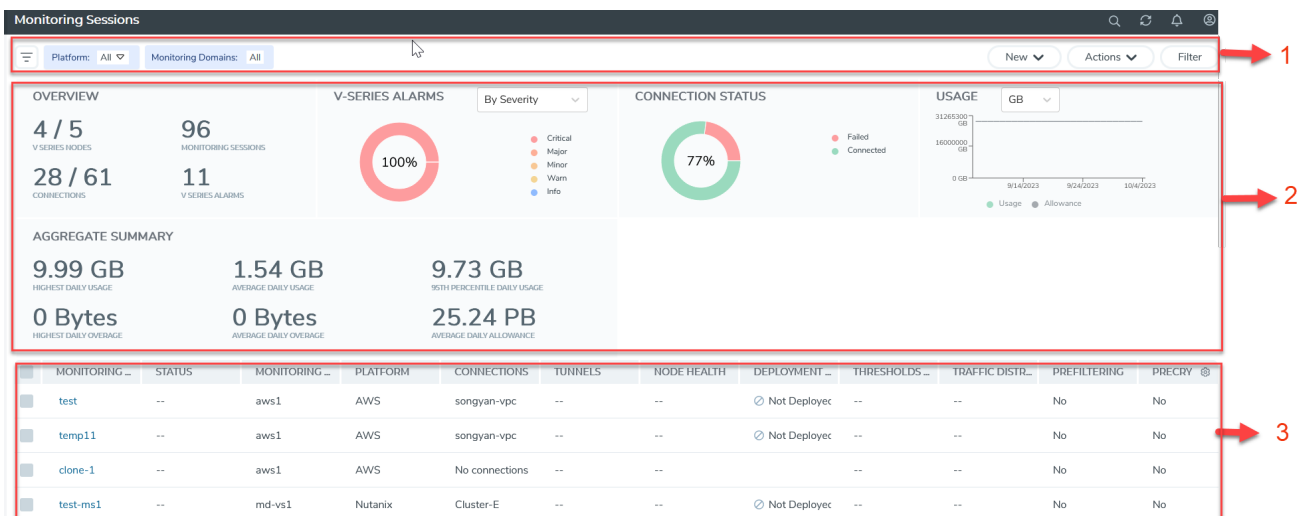 Monitoring Sessions
Platform: All Monitoring Domains: All New Actions Filter
1
OVERVIEW V-SERIES ALARMS By Severity CONNECTION STATUS USAGE GB
4 / 5 96
V SERIES NODES MONITORING SESSIONS
28 / 61 11
CONNECTIONS V SERIES ALARMS
100%
Critical
Major
Minor
Warn
Info
77%
Failed
Connected
31265300 GB
16000000 GB
0 GB
9/14/2023 9/24/2023 10/4/2023
Usage Allowance
2
AGGREGATE SUMMARY
9.99 GB 1.54 GB 9.73 GB
HIGHEST DAILY USAGE AVERAGE DAILY USAGE 95TH PERCENTILE DAILY USAGE
0 Bytes 0 Bytes 25.24 PB
HIGHEST DAILY OVERAGE AVERAGE DAILY OVERAGE AVERAGE DAILY ALLOWANCE
MONITORING ... STATUS MONITORING ... PLATFORM CONNECTIONS TUNNELS NODE HEALTH DEPLOYMENT ... THRESHOLDS ... TRAFFIC DISTR... PREFILTERING PRECRY
test -- aws1 AWS songyan-vpc -- -- Not Deployed -- -- No No
temp11 -- aws1 AWS songyan-vpc -- -- Not Deployed -- -- No No
3
clone-1 -- aws1 AWS No connections -- -- -- -- No No
test-ms1 -- md-vs1 Nutanix Cluster-E -- -- Not Deployed -- -- No No